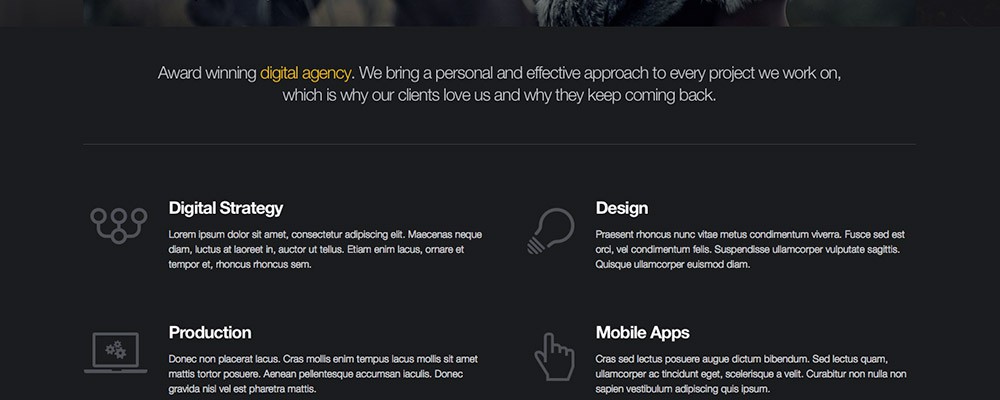 Award winning digital agency. We bring a personal and effective approach to every project we work on,
which is why our clients love us and why they keep coming back.
Digital Strategy
Lorem ipsum dolor sit amet, consectetur adipiscing elit. Maecenas neque
diam, luctus at laoreet in, auctor ut tellus. Etiam enim lacus, ornare et
tempor et, rhoncus rhoncus sem.
Design
Praesent rhoncus nunc vitae metus condimentum viverra. Fusce sed est
orci, vel condimentum felis. Suspendisse ullamcorper vulputate sagittis.
Quisque ullamcorper euismod diam.
Production
Donec non placerat lacus. Cras mollis enim tempus lacus mollis sit amet
mattis tortor posuere. Aenean pellentesque accumsan iaculis. Donec
gravida nisl vel est pharetra mattis.
Mobile Apps
Cras sed lectus posuere augue dictum bibendum. Sed lectus quam,
ullamcorper ac tincidunt eget, scelerisque a velit. Curabitur non nulla non
sapien vestibulum adipiscing quis ipsum.